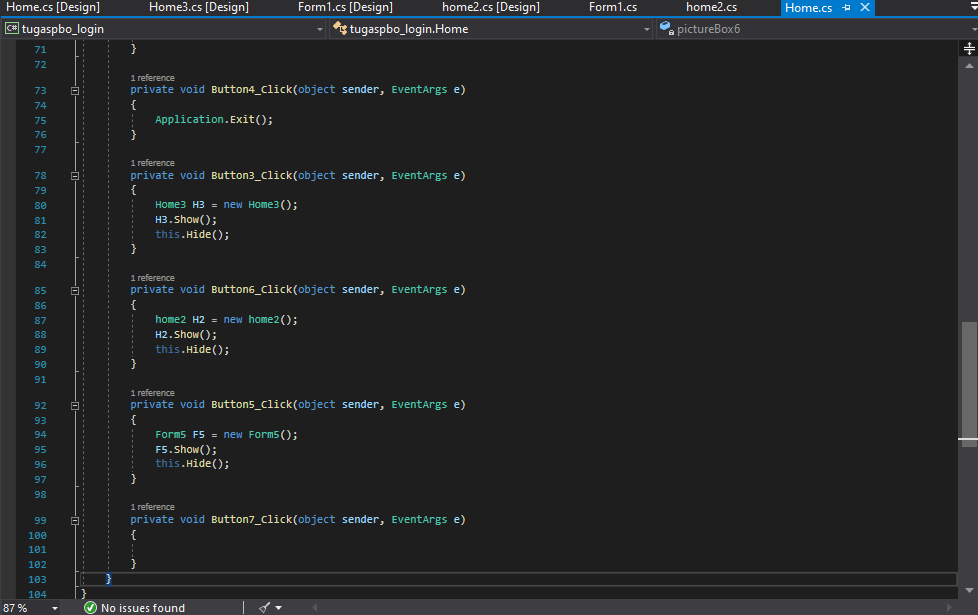 Home.cs [Design] Home3.cs [Design] Form1.cs [Design] home2.cs [Design] Form1.cs home2.cs Home.cs
C# tugaspbo_login tugaspbo_login.Home pictureBox6
71 }
72
1 reference
73 private void Button4_Click(object sender, EventArgs e)
74 {
75 Application.Exit();
76 }
77
1 reference
78 private void Button3_Click(object sender, EventArgs e)
79 {
80 Home3 H3 = new Home3();
81 H3.Show();
82 this.Hide();
83 }
84
1 reference
85 private void Button6_Click(object sender, EventArgs e)
86 {
87 home2 H2 = new home2();
88 H2.Show();
89 this.Hide();
90 }
91
1 reference
92 private void Button5_Click(object sender, EventArgs e)
93 {
94 Form5 F5 = new Form5();
95 F5.Show();
96 this.Hide();
97 }
98
1 reference
99 private void Button7_Click(object sender, EventArgs e)
100 {
101
102 }
103 }
104 }
87 % No issues found